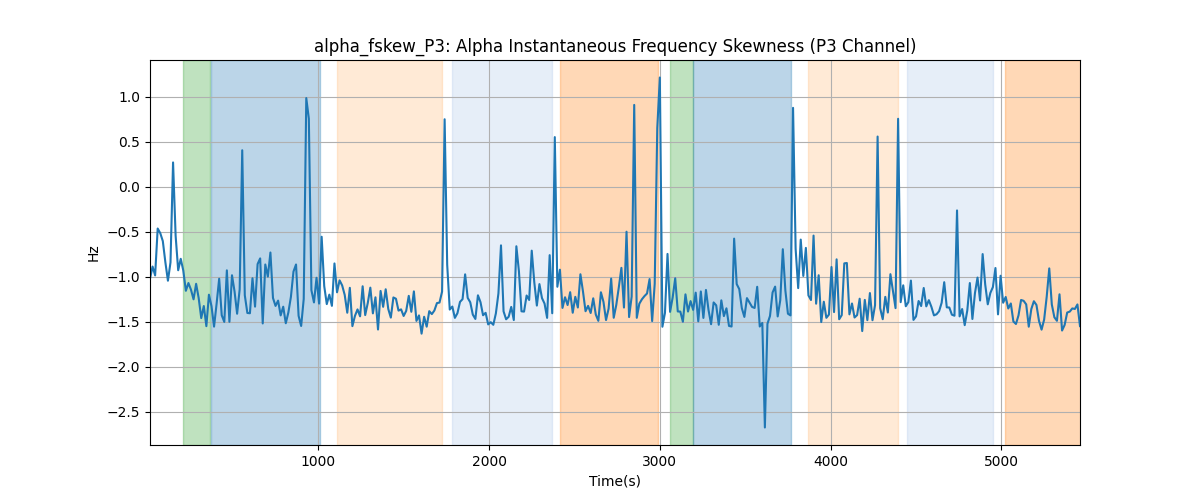 alpha_fskew_P3: Alpha Instantaneous Frequency Skewness (P3 Channel)
1.0
0.5
0.0
−0.5
−1.0
−1.5
−2.0
−2.5
Hz
1000 2000 3000 4000 5000
Time(s)